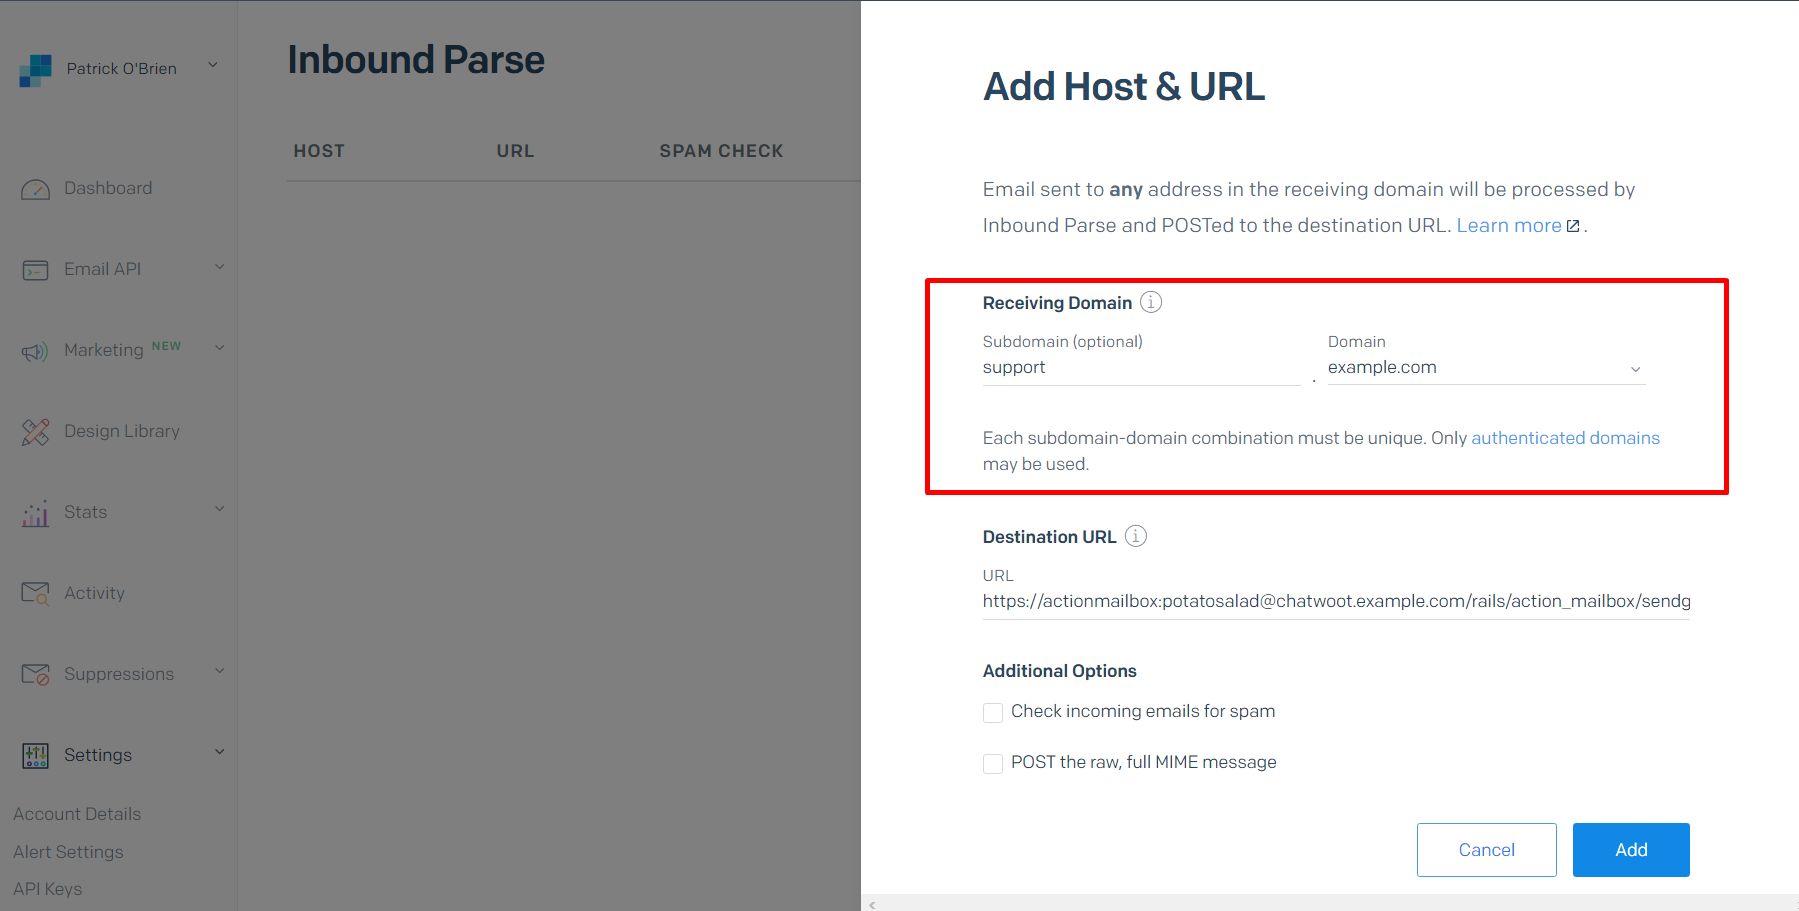 Patrick O'Brien
Dashboard
Email API
Marketing NEW
Design Library
Stats
Activity
Suppressions
Settings
Account Details
Alert Settings
API Keys
Inbound Parse
HOST URL SPAM CHECK
Add Host & URL
Email sent to any address in the receiving domain will be processed by
Inbound Parse and POSTed to the destination URL. Learn more .
Receiving Domain
Subdomain (optional) Domain
support . example.com
Each subdomain-domain combination must be unique. Only authenticated domains
may be used.
Destination URL
URL
https://actionmailbox:potatosalad@chatwoot.example.com/rails/action_mailbox/sendg
Additional Options
Check incoming emails for spam
POST the raw, full MIME message
Cancel Add